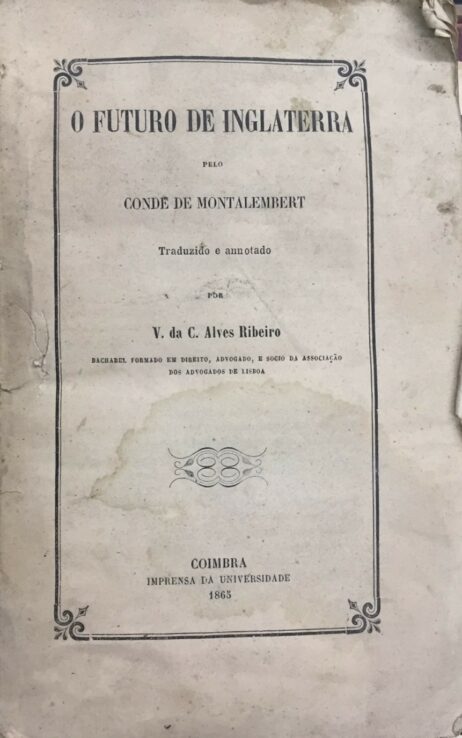 O FUTURO DE INGLATERRA
PELO
CONDE DE MONTALEMBERT
Traduzido e annotado
POR
V. da C. Alves Ribeiro
BACHAREL FORMADO EM DIREITO, ADVOGADO, E SOCIO DA ASSOCIAÇÃO
DOS ADVOGADOS DE LISBOA
COIMBRA
IMPRENSA DA UNIVERSIDADE
1865